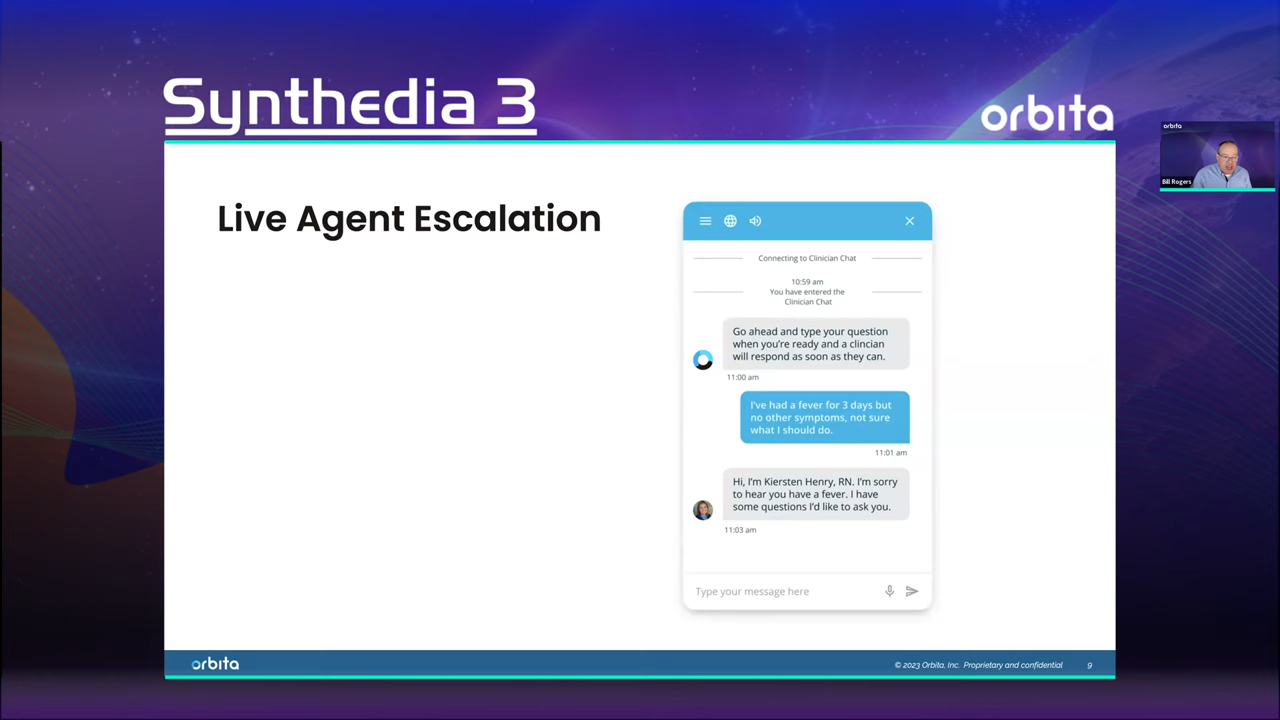 Synthedia 3
orbita
orbita
Bill Rogers
Live Agent Escalation
Connecting to Clinician Chat
10:59 am
You have entered the
Clinician Chat
Go ahead and type your question
when you're ready and a clincian
will respond as soon as they can.
11:00 am
I've had a fever for 3 days but
no other symptoms, not sure
what I should do.
11:01 am
Hi, I'm Kiersten Henry, RN. I'm sorry
to hear you have a fever. I have
some questions I'd like to ask you.
11:03 am
Type your message here
orbita
© 2023 Orbita, Inc. Proprietary and confidential
9